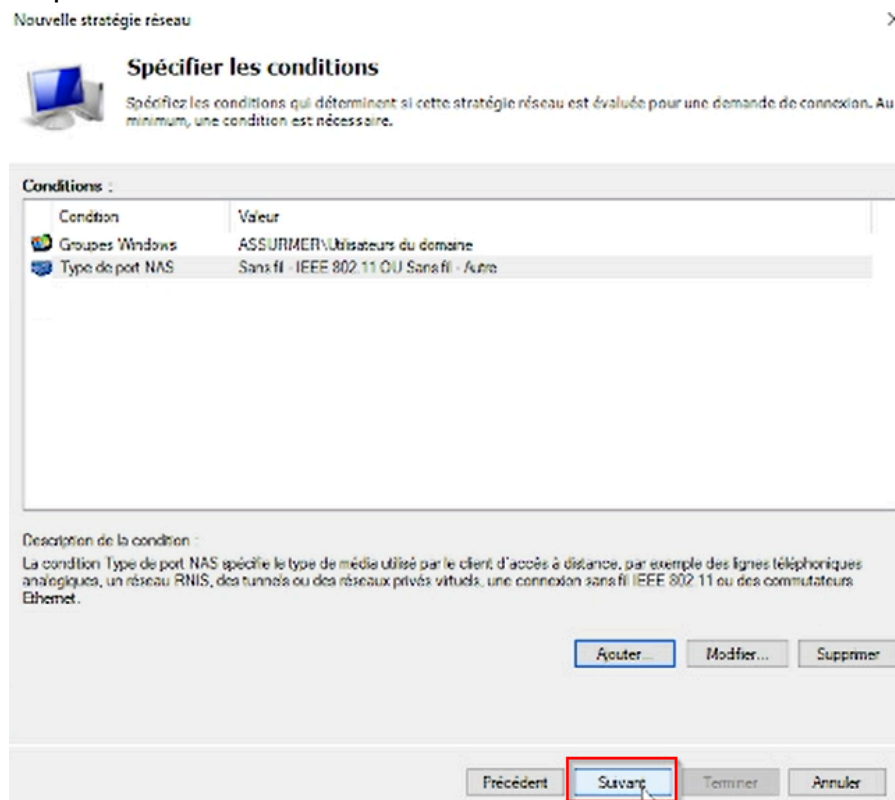 Nouvelle stratégie réseau
Spécifier les conditions
Spécifiez les conditions qui déterminent si cette stratégie réseau est évaluée pour une demande de connexion. Au
minimum, une condition est nécessaire.
Conditions :
Condition Valeur
Groupes Windows ASSURMER\Utilisateurs du domaine
Type de port NAS Sans fil - IEEE 802.11 OU Sans fil - Autre
Description de la condition :
La condition Type de port NAS spécifie le type de média utilisé par le client d'accès à distance, par exemple des lignes téléphoniques
analogiques, un réseau RNIS, des tunnels ou des réseaux privés virtuels, une connexion sans fil IEEE 802.11 ou des commutateurs
Ethernet.
Ajouter... Modifier... Supprimer
Précédent Suivant Terminer Annuler